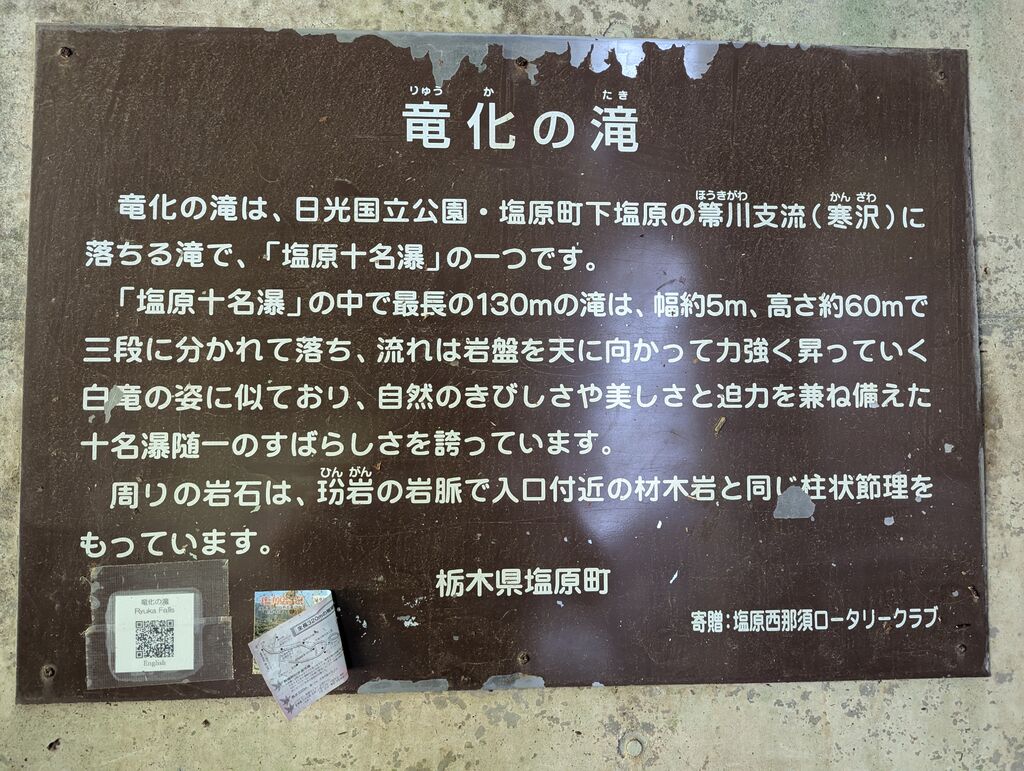 りゅう か たき
竜化の滝
ほうきがわ かん ざわ
竜化の滝は、日光国立公園・塩原町下塩原の箒川支流(寒沢)に
落ちる滝で、「塩原十名瀑」の一つです。
「塩原十名瀑」の中で最長の130mの滝は、幅約5m、高さ約60mで
三段に分かれて落ち、流れは岩盤を天に向かって力強く昇っていく
白竜の姿に似ており、自然のきびしさや美しさと迫力を兼ね備えた
十名瀑随一のすばらしさを誇っています。
ひん がん
周りの岩石は、玢岩の岩脈で入口付近の材木岩と同じ柱状節理を
もっています。
栃木県塩原町
寄贈:塩原西那須ロータリークラブ
竜化の滝
Ryuka Falls
English